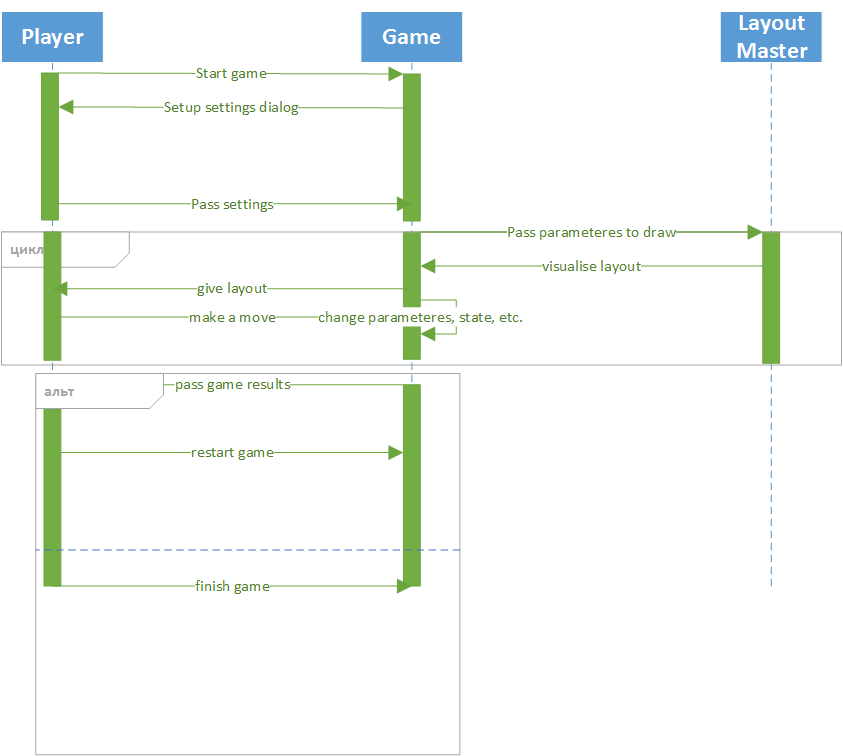 Player
Game
Layout
Master
Start game
Setup settings dialog
Pass settings
Pass parameteres to draw
цикл
visualise layout
give layout
make a move
change parameteres, state, etc.
pass game results
альт
restart game
finish game